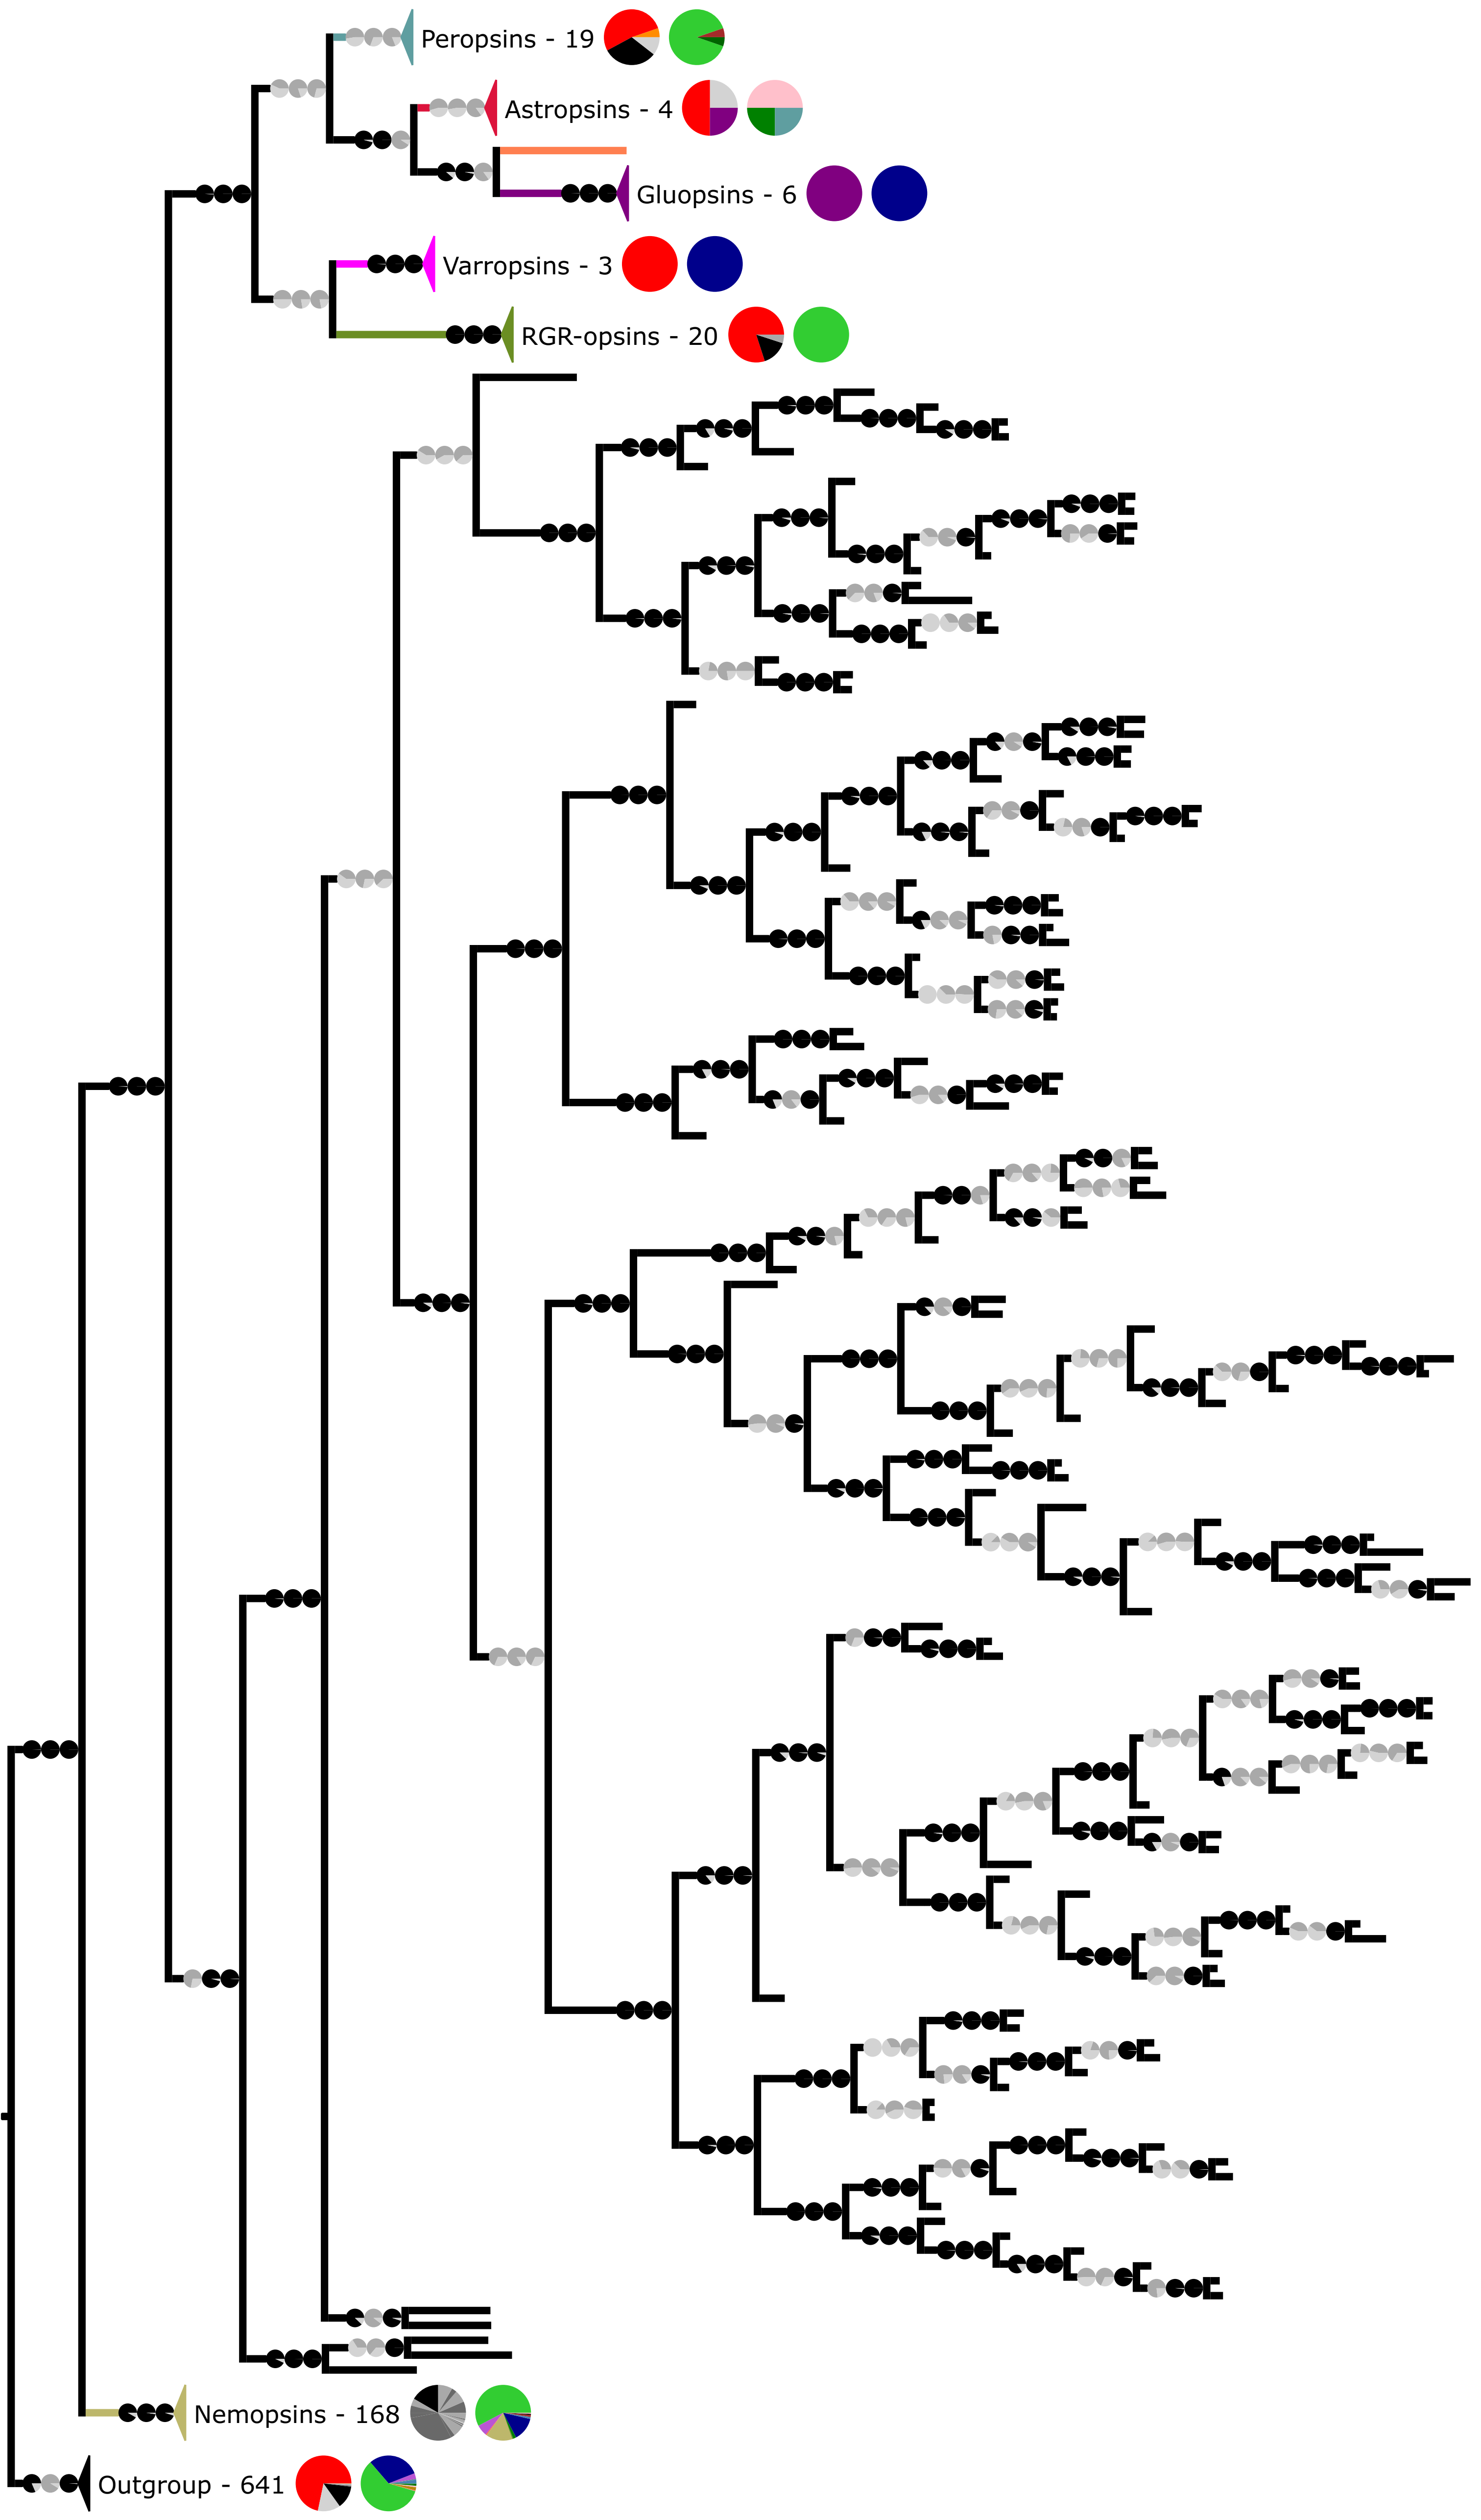 Peropsins - 19
Astropsins - 4
Gluopsins - 6
Varropsins - 3
RGR-opsins - 20
Nemopsins - 168
Outgroup - 641